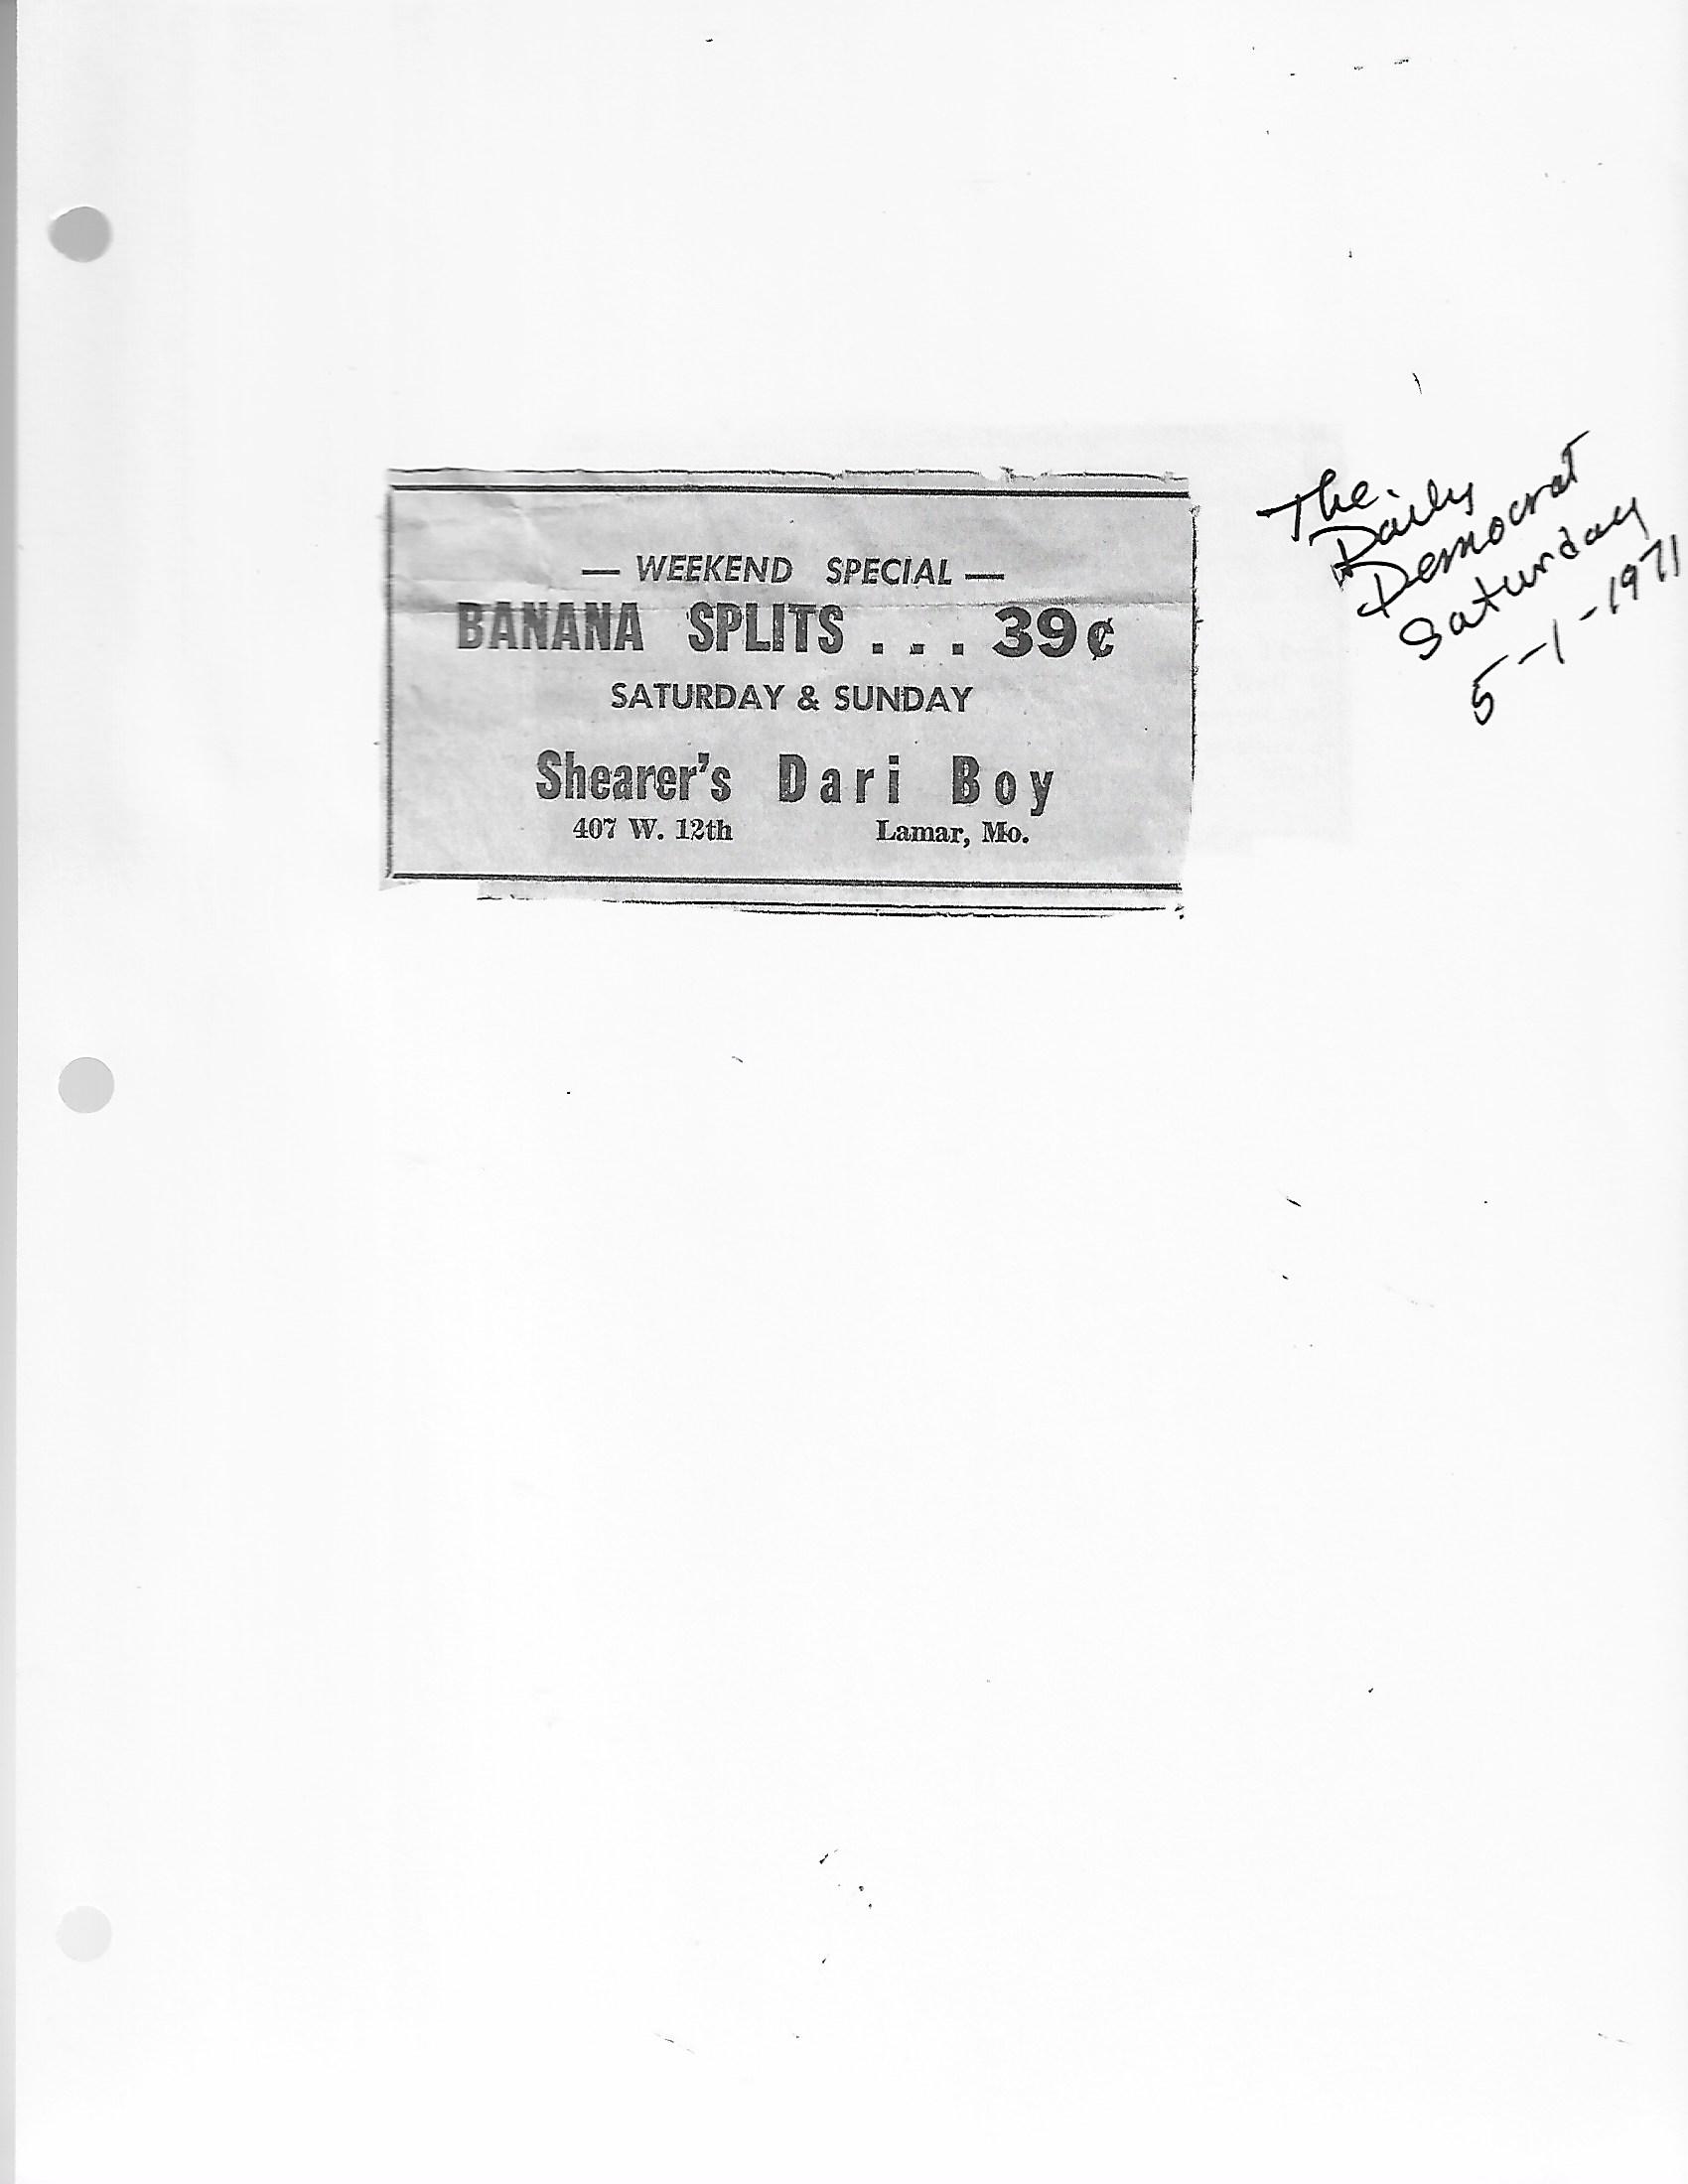 — WEEKEND SPECIAL —
BANANA SPLITS . . . 39¢
SATURDAY & SUNDAY
Shearer's Dari Boy
407 W. 12th Lamar, Mo.
The
Daily
Democrat
Saturday
5-1-1971